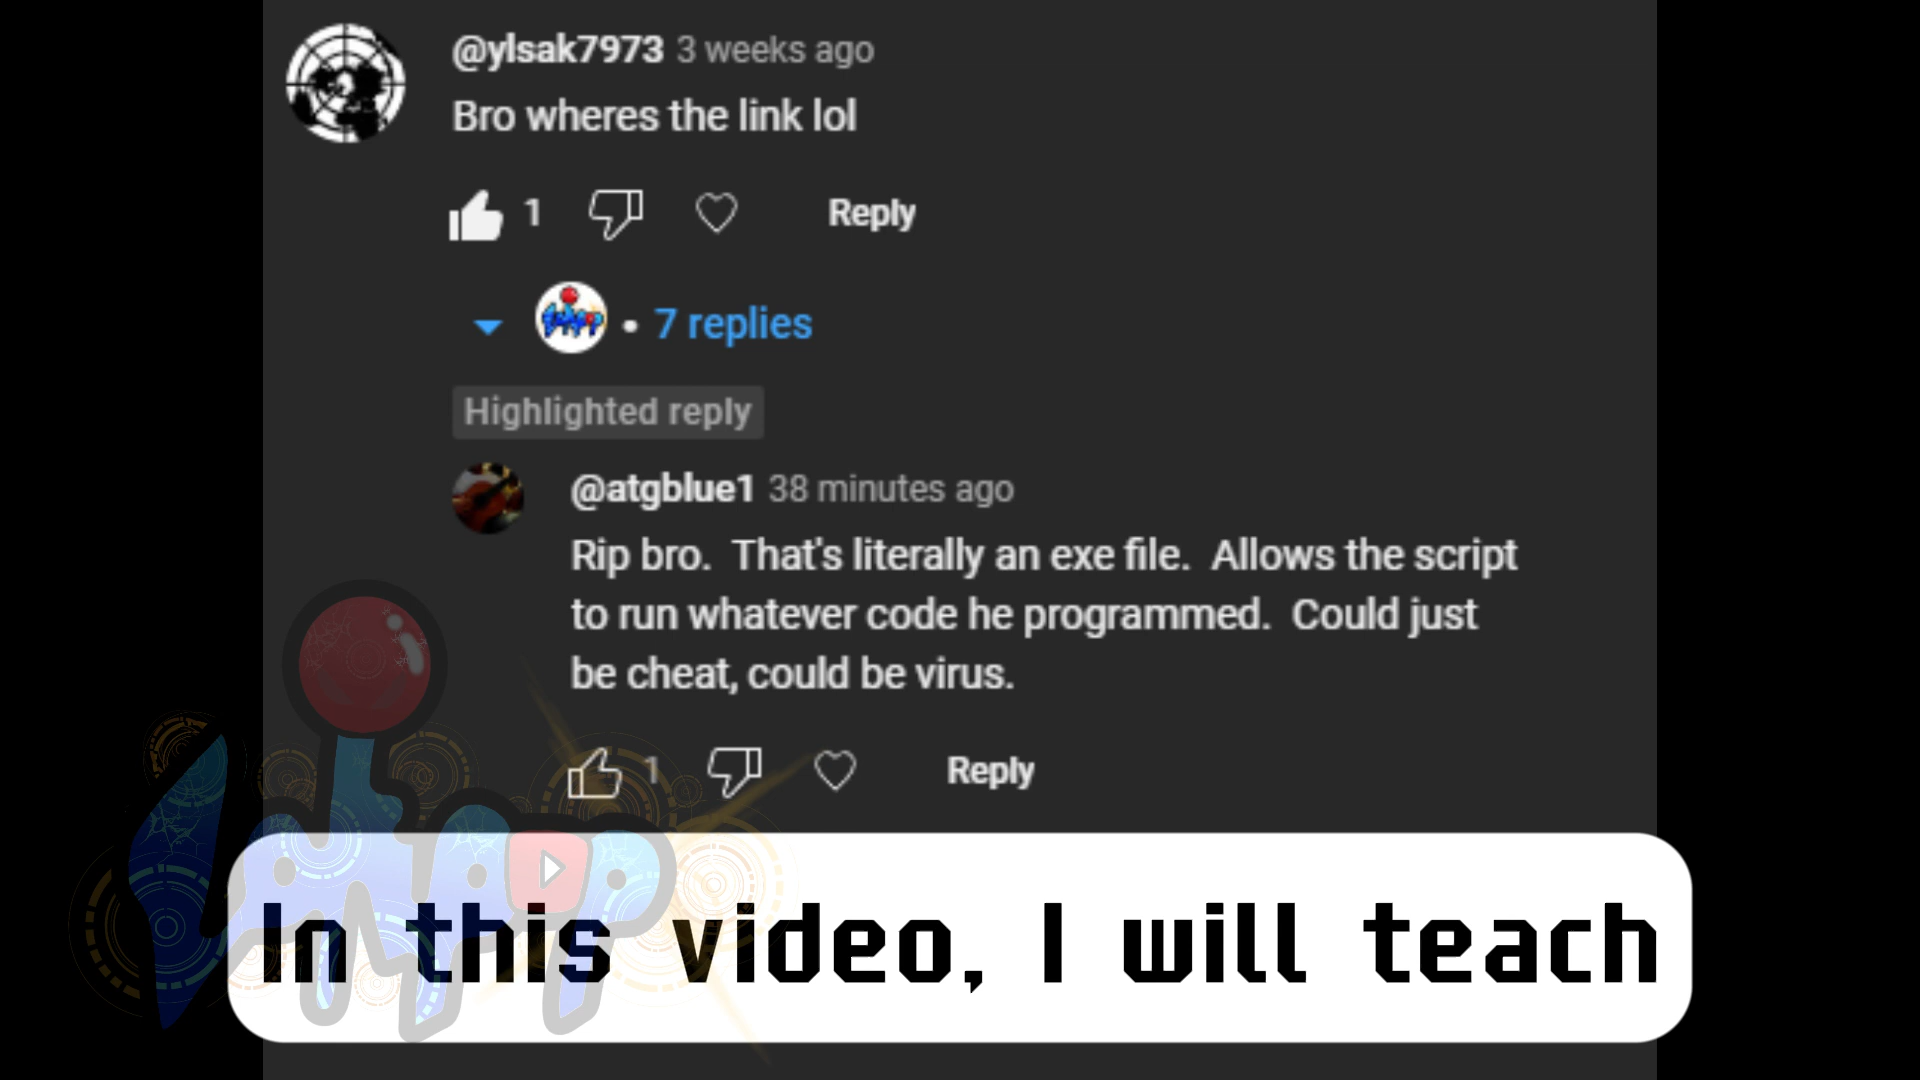 @ylsak7973 3 weeks ago
Bro wheres the link lol
1 Reply
7 replies
Highlighted reply
@atgblue1 38 minutes ago
Rip bro.  That's literally an exe file.  Allows the script
to run whatever code he programmed.  Could just
be cheat, could be virus.
1 Reply
In this video, I will teach